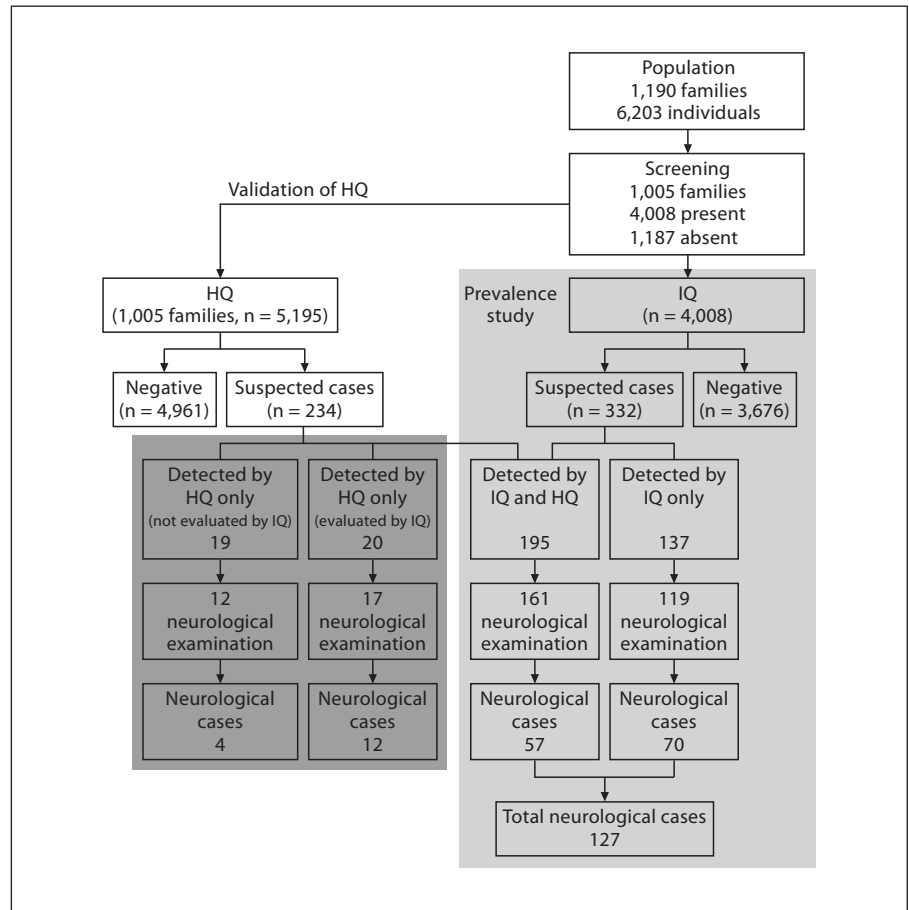 Population
1,190 families
6,203 individuals
Screening
1,005 families
4,008 present
1,187 absent
Validation of HQ
HQ
(1,005 families, n = 5,195)
Prevalence
study
IQ
(n = 4,008)
Negative
(n = 4,961)
Suspected cases
(n = 234)
Suspected cases
(n = 332)
Negative
(n = 3,676)
Detected by
HQ only
(not evaluated by IQ)
19
Detected by
HQ only
(evaluated by IQ)
20
Detected by
IQ and HQ
195
Detected by
IQ only
137
12
neurological
examination
17
neurological
examination
161
neurological
examination
119
neurological
examination
Neurological
cases
4
Neurological
cases
12
Neurological
cases
57
Neurological
cases
70
Total neurological cases
127